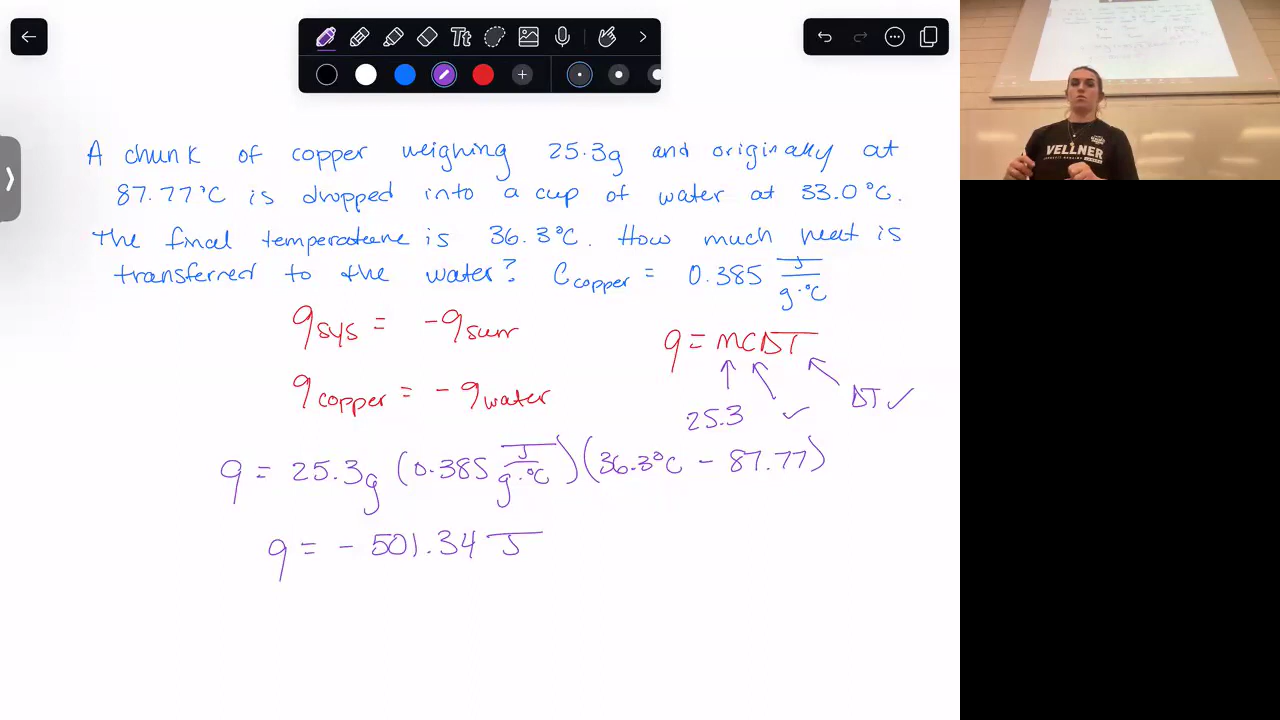 A chunk of copper weighing 25.3g and originally at
87.77°C is dropped into a cup of water at 33.0°C.
The final temperature is 36.3°C. How much heat is
transferred to the water? Ccopper = 0.385 J/g·°C
qsys = -qsurr
q = mCΔT
qcopper = -qwater
25.3 ✓ ΔT ✓
q = 25.3g (0.385 J/g·°C)(36.3°C - 87.77)
q = -501.34 J
Tt
VELLNER